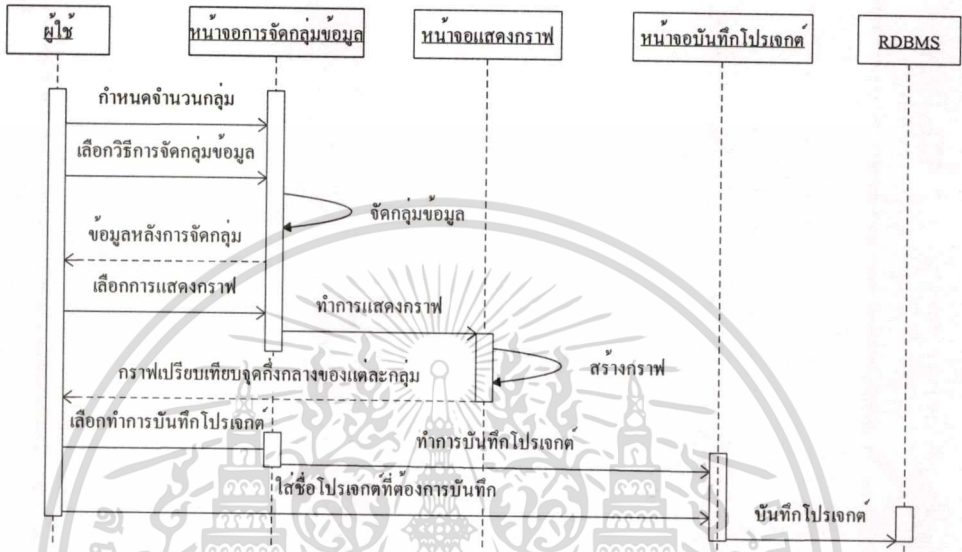 ผู้ใช้
หน้าจอการจัดกลุ่มข้อมูล
หน้าจอแสดงกราฟ
หน้าจอบันทึกโปรเจกต์
RDBMS
กำหนดจำนวนกลุ่ม
เลือกวิธีการจัดกลุ่มข้อมูล
จัดกลุ่มข้อมูล
ข้อมูลหลังการจัดกลุ่ม
เลือกการแสดงกราฟ
ทำการแสดงกราฟ
สร้างกราฟ
กราฟเปรียบเทียบจุดกึ่งกลางของแต่ละกลุ่ม
เลือกทำการบันทึกโปรเจกต์
ทำการบันทึกโปรเจกต์
ใส่ชื่อโปรเจกต์ที่ต้องการบันทึก
บันทึกโปรเจกต์